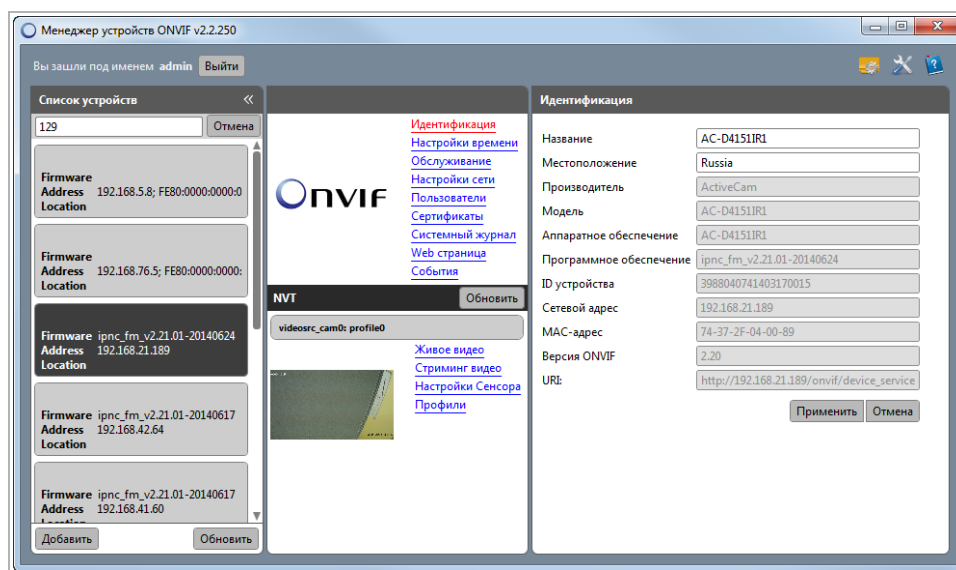 Менеджер устройств ONVIF v2.2.250
Вы зашли под именем admin Выйти
Список устройств
129 Отмена
Firmware
Address 192.168.5.8; FE80:0000:0000:0
Location
Firmware
Address 192.168.76.5; FE80:0000:0000:
Location
Firmware ipnc_fm_v2.21.01-20140624
Address 192.168.21.189
Location
Firmware ipnc_fm_v2.21.01-20140617
Address 192.168.42.64
Location
Firmware ipnc_fm_v2.21.01-20140617
Address 192.168.41.60
Location
Добавить Обновить
ONVIF
Идентификация
Настройки времени
Обслуживание
Настройки сети
Пользователи
Сертификаты
Системный журнал
Web страница
События
NVT Обновить
videosrc_cam0: profile0
Живое видео
Стриминг видео
Настройки Сенсора
Профили
Идентификация
Название AC-D4151IR1
Местоположение Russia
Производитель ActiveCam
Модель AC-D4151IR1
Аппаратное обеспечение AC-D4151IR1
Программное обеспечение ipnc_fm_v2.21.01-20140624
ID устройства 3988040741403170015
Сетевой адрес 192.168.21.189
MAC-адрес 74-37-2F-04-00-89
Версия ONVIF 2.20
URI: http://192.168.21.189/onvif/device_service
Применить Отмена